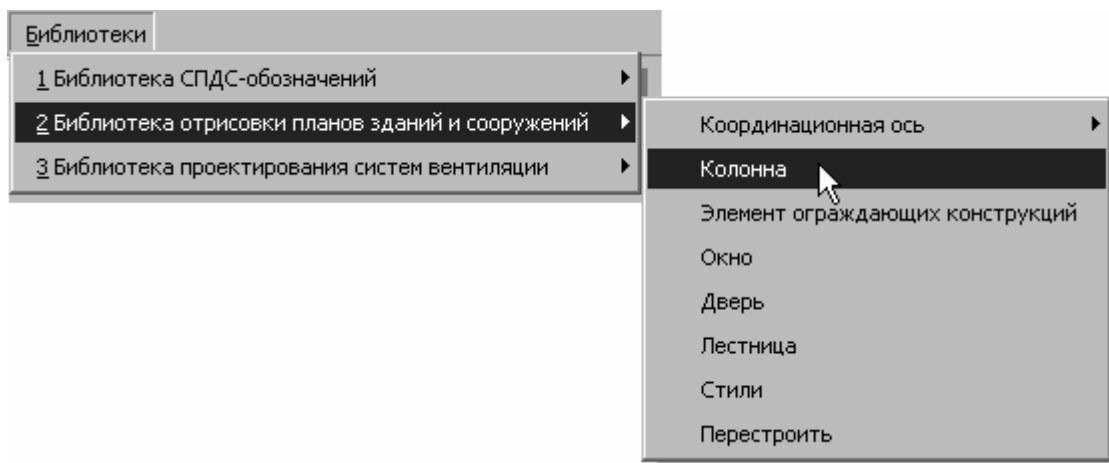 Библиотеки
1 Библиотека СПДС-обозначений
2 Библиотека отрисовки планов зданий и сооружений
3 Библиотека проектирования систем вентиляции
Координационная ось
Колонна
Элемент ограждающих конструкций
Окно
Дверь
Лестница
Стили
Перестроить